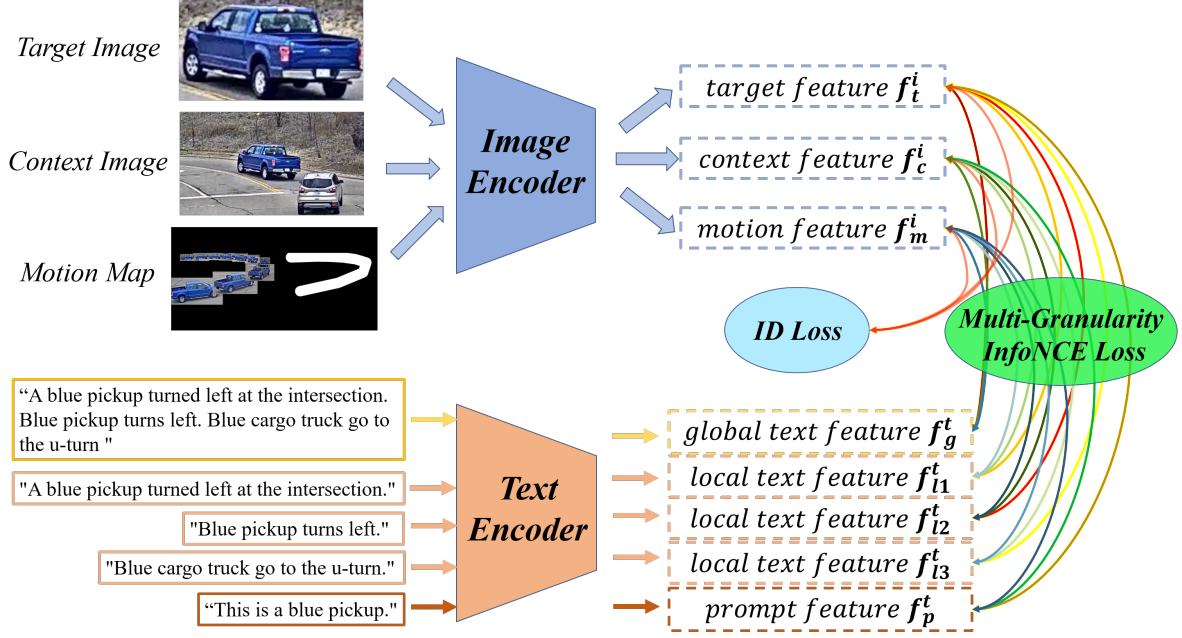 Target Image
Context Image
Motion Map
Image
Encoder
target feature f_t^i
context feature f_c^i
motion feature f_m^i
ID Loss
Multi-Granularity
InfoNCE Loss
“A blue pickup turned left at the intersection.
Blue pickup turns left. Blue cargo truck go to
the u-turn "
"A blue pickup turned left at the intersection."
"Blue pickup turns left."
"Blue cargo truck go to the u-turn."
“This is a blue pickup."
Text
Encoder
global text feature f_g^t
local text feature f_l1^t
local text feature f_l2^t
local text feature f_l3^t
prompt feature f_p^t